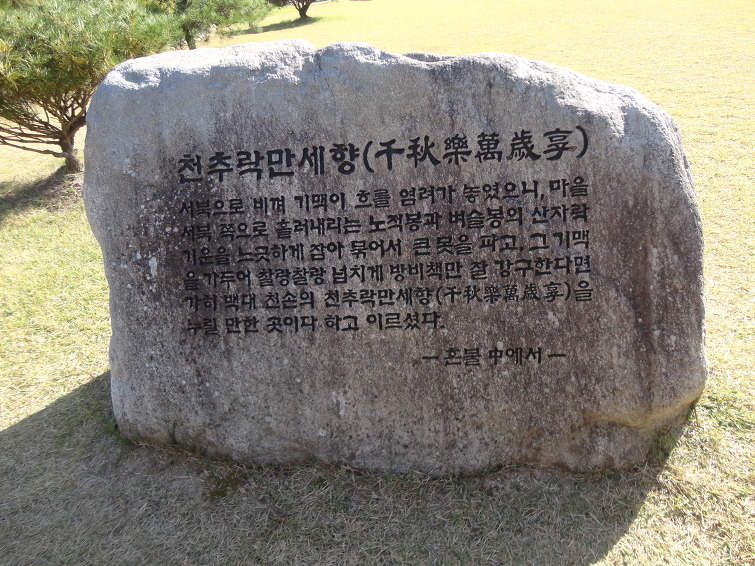 천추락만세향(千秋樂萬歲享)
서북으로 비껴 기맥이 흐를 염려가 놓였으니, 마을
서북 쪽으로 흘러내리는 노적봉과 벼슬봉의 산자락
기운을 느긋하게 잡아 묶어서 큰 못을 파고, 그 기맥
을 가두어 찰랑찰랑 넘치게 방비책만 잘 강구한다면
가히 백대 천손의 천추락만세향(千秋樂萬歲享)을
누릴 만한 곳이다 하고 이르셨다.
— 혼불 中에서 —